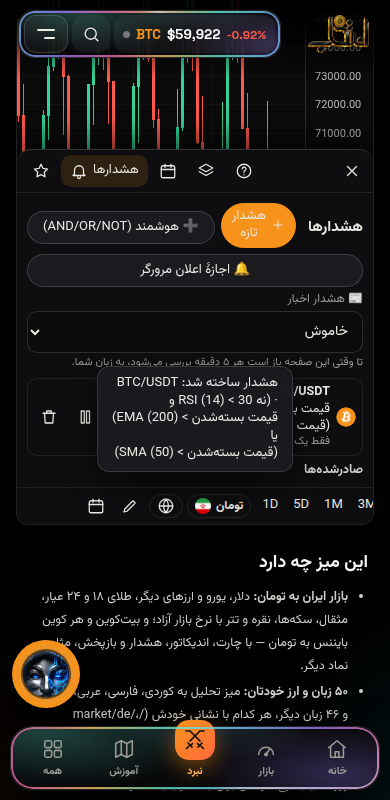 BTC $59,922 -0.92%
73000.00
72000.00
71000.00
هشدارها
هشدارها
+ هشدار تازه
➕ هوشمند (AND/OR/NOT)
🔔 اجازهٔ اعلان مرورگر
📰 هشدار اخبار
خاموش
تا وقتی این صفحه باز است هر ۵ دقیقه بررسی می‌شود، به زبان شما.
هشدار ساخته شد: BTC/USDT
· (نه RSI (14) < 30 و
قیمت بسته‌شدن > EMA (200))
یا
(قیمت بسته‌شدن > SMA (50))
/USDT
قیمت
(قیمت
فقط یک
صادرشده‌ها
تومان 1D 5D 1M 3M
این میز چه دارد
بازار ایران به تومان: دلار، یورو و ارزهای دیگر، طلای ۱۸ و ۲۴ عیار،
مثقال، سکه‌ها، نقره و تتر با نرخ بازار آزاد؛ و بیت‌کوین و هر کوین
بایننس به تومان — با چارت، اندیکاتور، هشدار و بازپخش، مثل
نماد دیگر.
۵۰ زبان و ارز خودتان: میز تحلیل به کوردی، فارسی، عربی،
و ۴۶ زبان دیگر، هر کدام با نشانی خودش (/market/de/،
خانه
بازار
نبرد
آموزش
همه